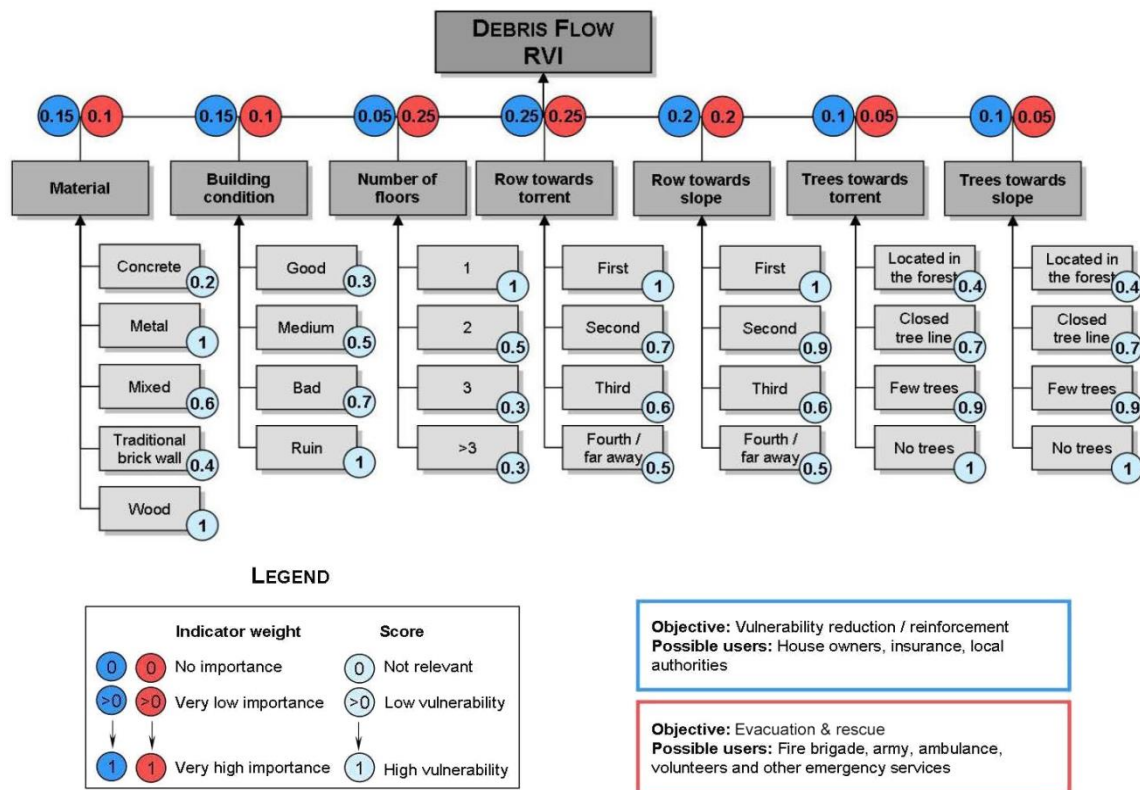 DEBRIS FLOW
RVI
0.15 0.1 0.15 0.1 0.05 0.25 0.25 0.25 0.2 0.2 0.1 0.05 0.1 0.05
Material
Building
condition
Number of
floors
Row towards
torrent
Row towards
slope
Trees towards
torrent
Trees towards
slope
Concrete
0.2
Metal
1
Mixed
0.6
Traditional
brick wall
0.4
Wood
1
Good
0.3
Medium
0.5
Bad
0.7
Ruin
1
1
1
2
0.5
3
0.3
>3
0.3
First
1
Second
0.7
Third
0.6
Fourth /
far away
0.5
First
1
Second
0.9
Third
0.6
Fourth /
far away
0.5
Located in
the forest
0.4
Closed
tree line
0.7
Few trees
0.9
No trees
1
Located in
the forest
0.4
Closed
tree line
0.7
Few trees
0.9
No trees
1
LEGEND
Indicator weight
0 0 No importance
>0 >0 Very low importance
1 1 Very high importance
Score
0 Not relevant
>0 Low vulnerability
1 High vulnerability
Objective: Vulnerability reduction / reinforcement
Possible users: House owners, insurance, local
authorities
Objective: Evacuation & rescue
Possible users: Fire brigade, army, ambulance,
volunteers and other emergency services